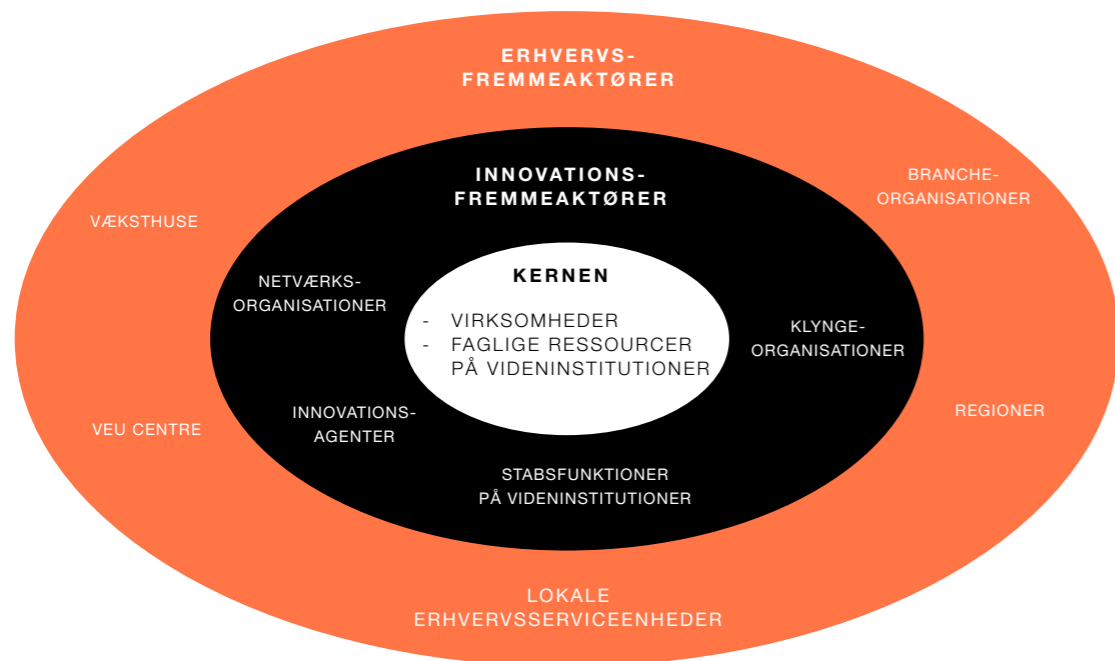 ERHVERVS-
FREMMEAKTØRER
INNOVATIONS-
FREMMEAKTØRER
BRANCHE-
ORGANISATIONER
VÆKSTHUSE
KERNEN
NETVÆRKS-
ORGANISATIONER
- VIRKSOMHEDER
- FAGLIGE RESSOURCER
PÅ VIDENINSTITUTIONER
KLYNGE-
ORGANISATIONER
INNOVATIONS-
AGENTER
VEU CENTRE
REGIONER
STABSFUNKTIONER
PÅ VIDENINSTITUTIONER
LOKALE
ERHVERVSSERVICEENHEDER